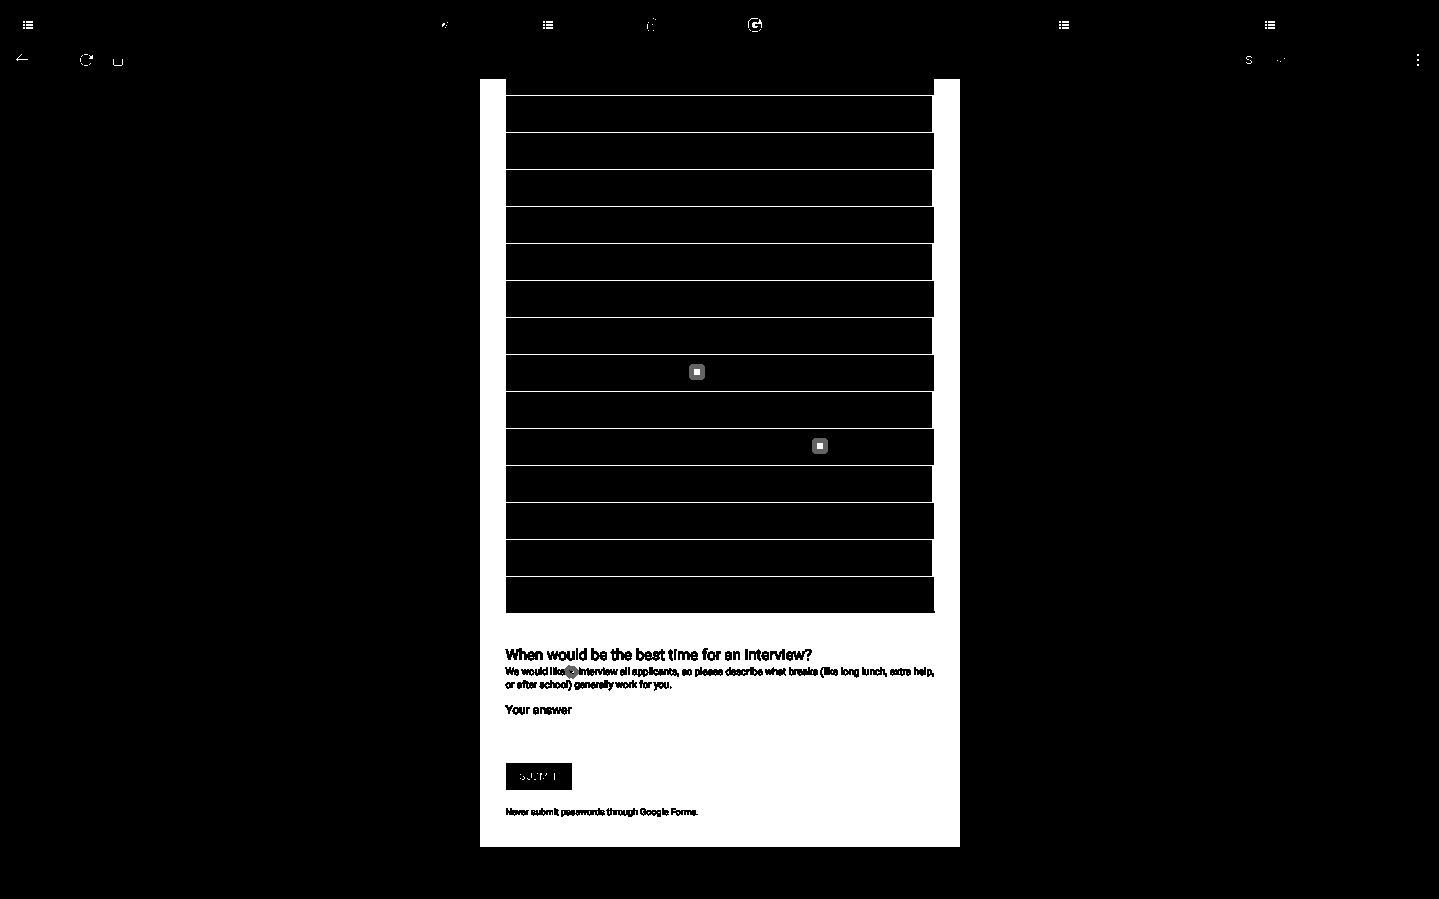 When would be the best time for an interview?
We would like interview all applicants, so please describe what breaks (like long lunch, extra help,
or after school) generally work for you.
Your answer
SUBMIT
Never submit passwords through Google Forms.